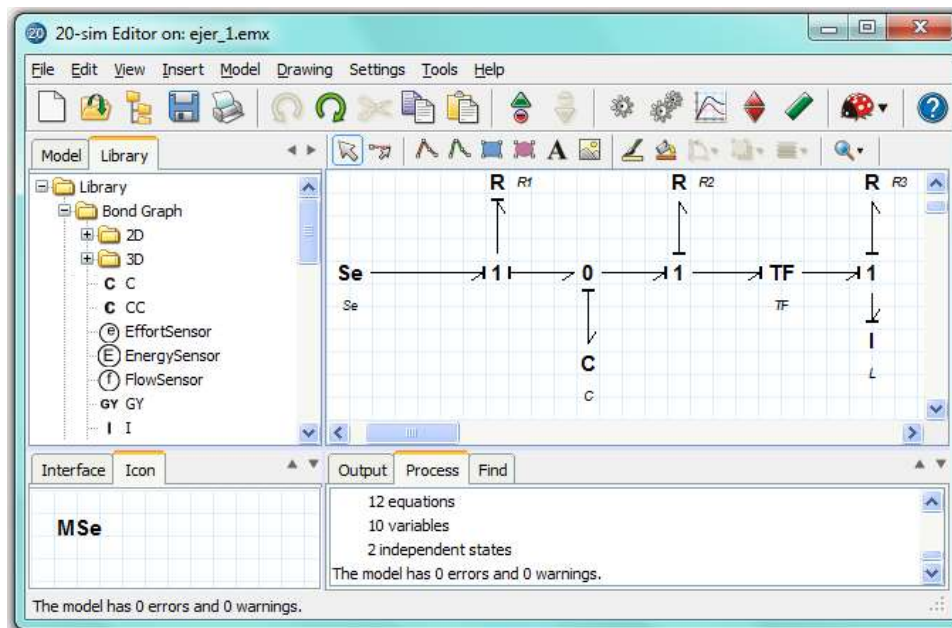 20-sim Editor on: ejer_1.emx
File Edit View Insert Model Drawing Settings Tools Help
Model Library
Library
Bond Graph
2D
3D
C C
C CC
e EffortSensor
E EnergySensor
f FlowSensor
GY GY
I I
R R1 R R2 R R3
Se 1 0 1 TF 1
Se TF
C I
C L
Interface Icon
MSe
Output Process Find
12 equations
10 variables
2 independent states
The model has 0 errors and 0 warnings.
The model has 0 errors and 0 warnings.